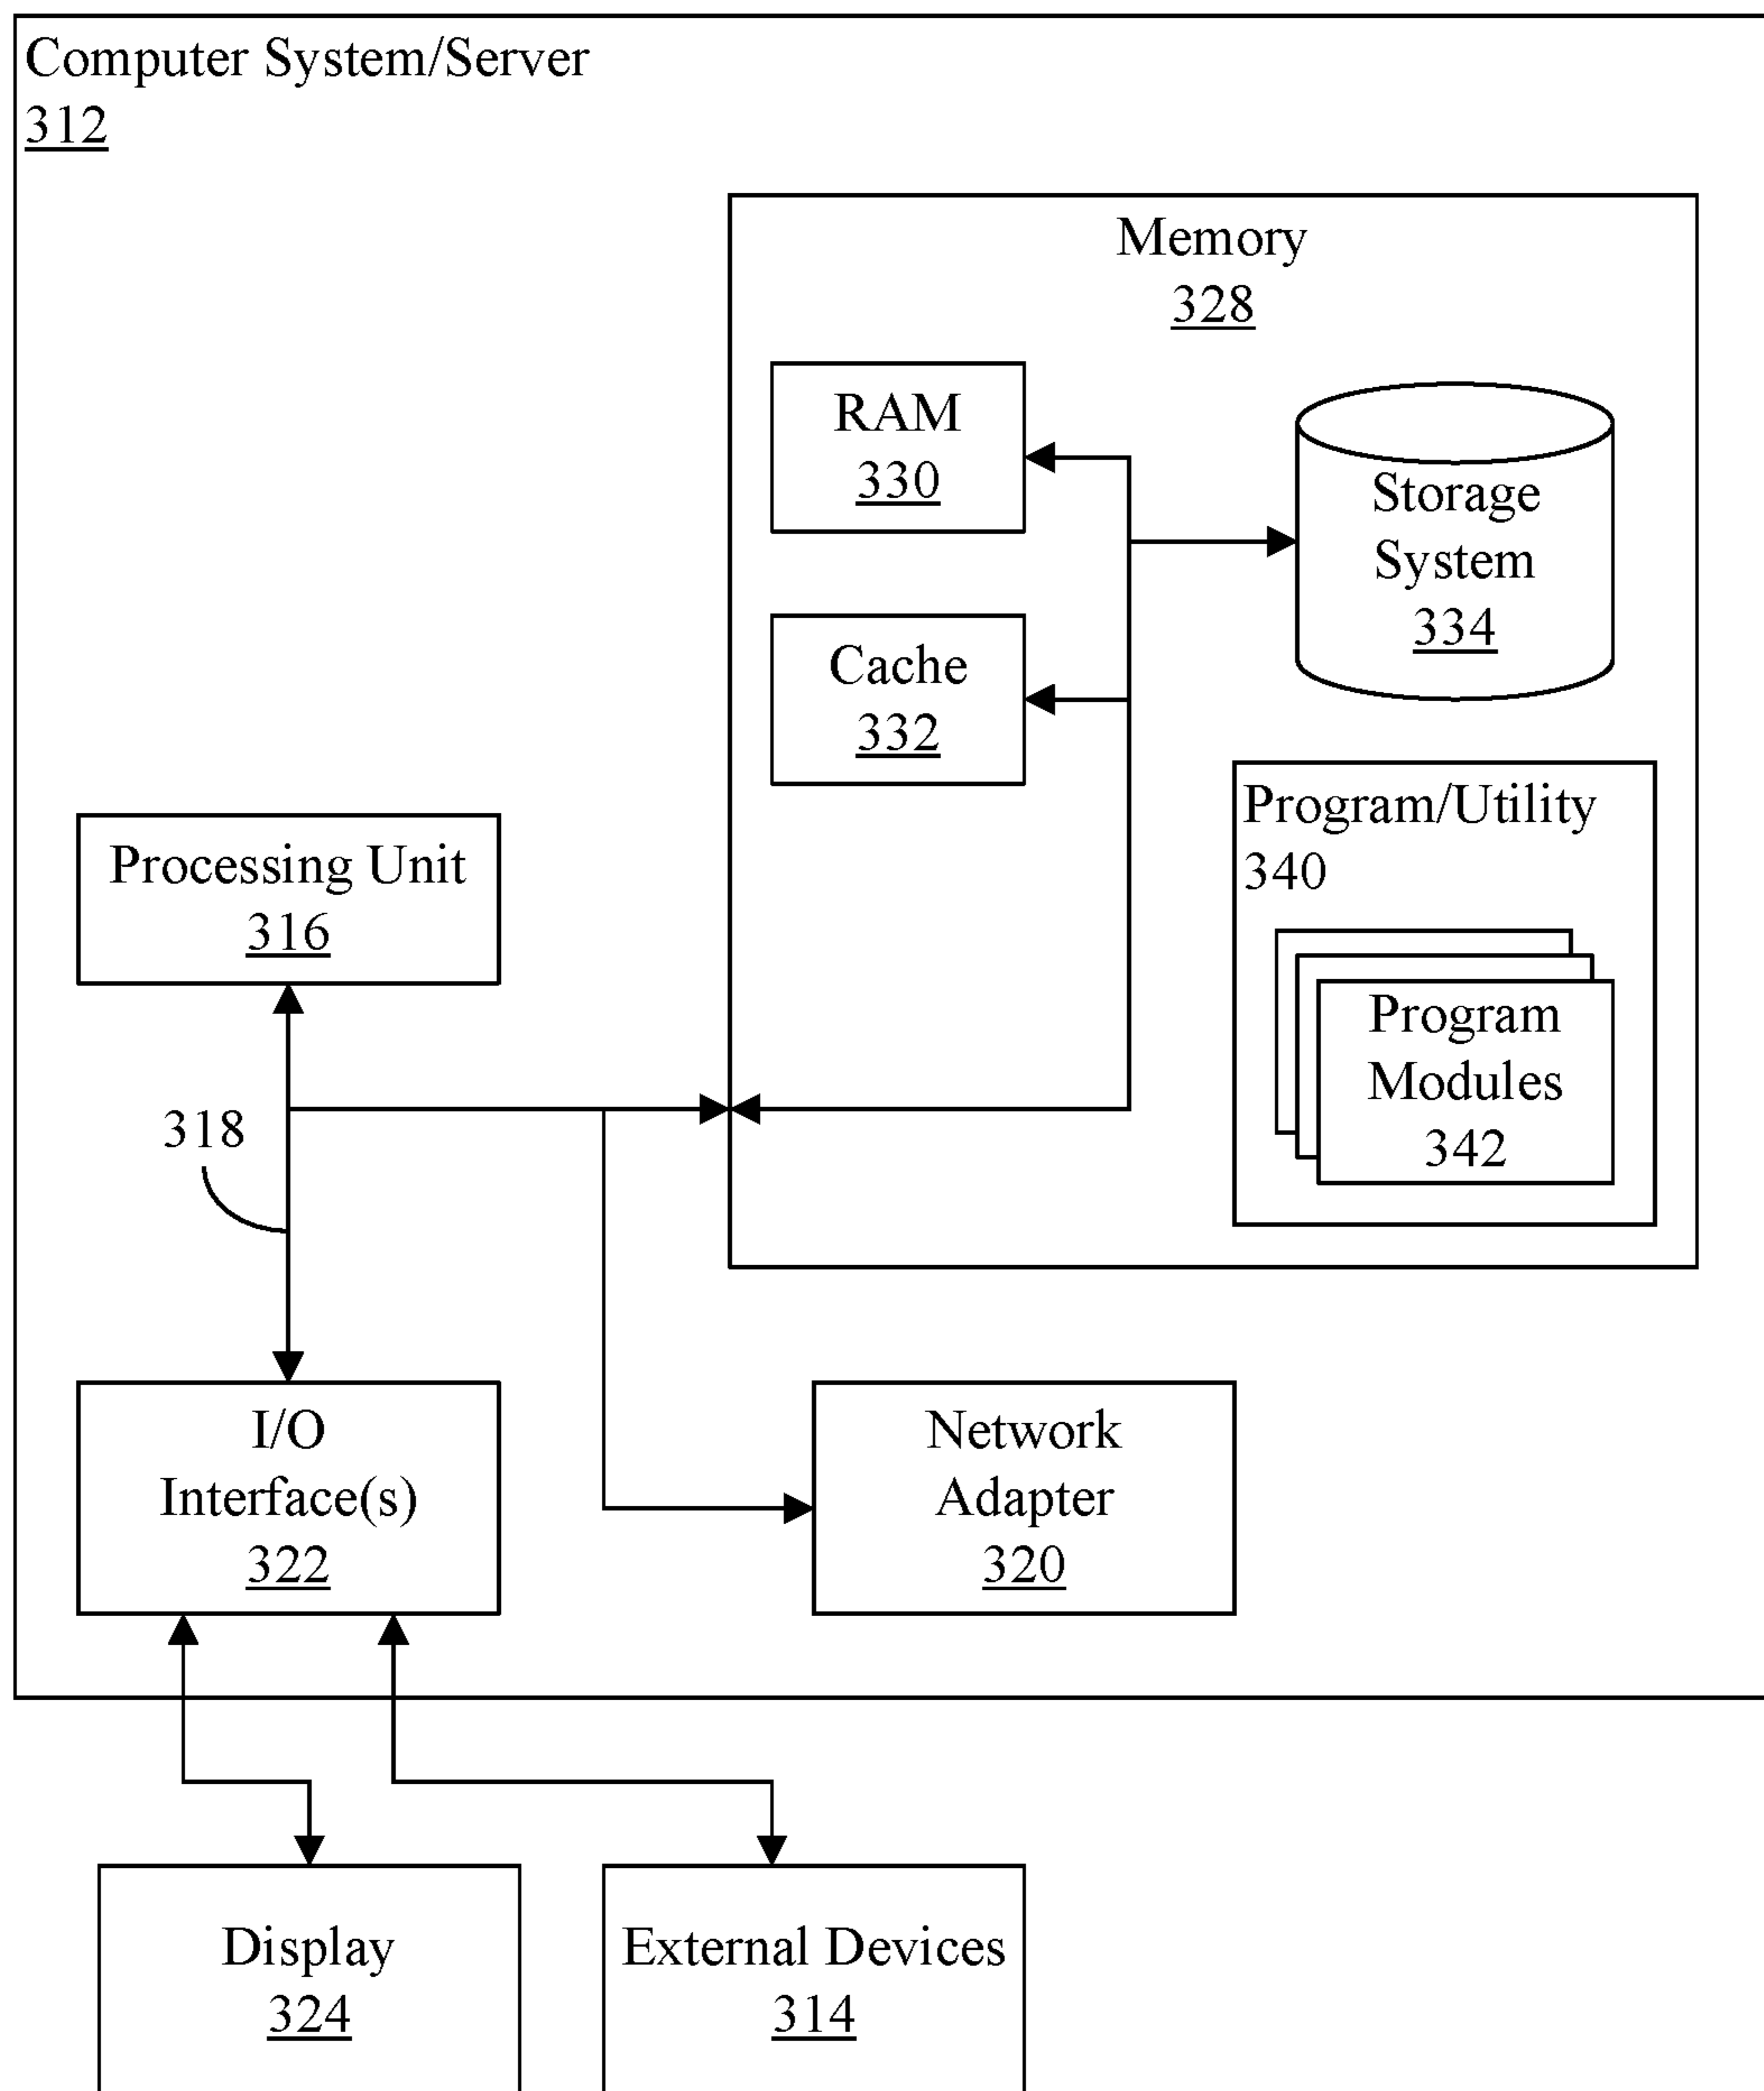 Computer System/Server
312
Memory
328
RAM
330
Storage
System
334
Cache
332
Program/Utility
340
Processing Unit
316
Program
Modules
342
318
I/O
Interface(s)
322
Network
Adapter
320
Display
324
External Devices
314